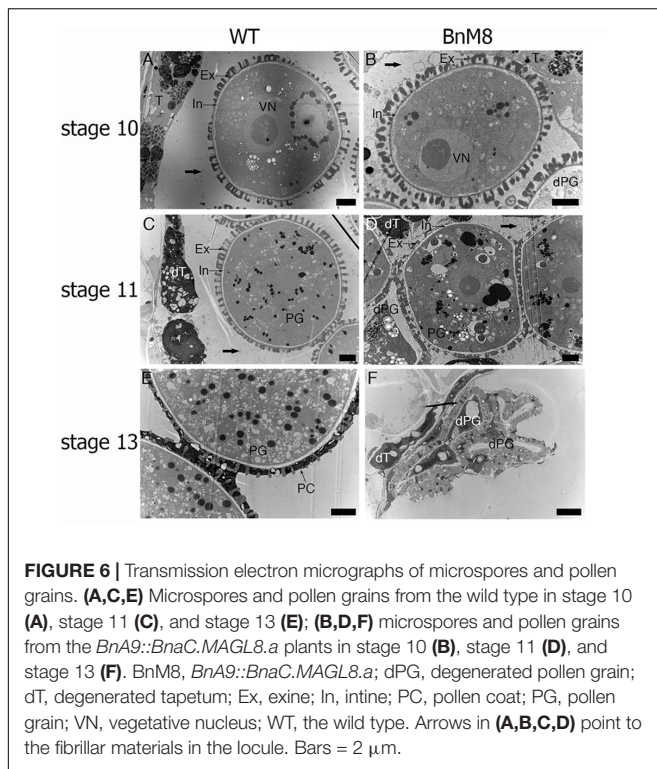 WT
BnM8
A
Ex
In
VN
T
B
Ex
T
In
VN
dPG
stage 10
C
Ex
dT
In
PG
D
dT
In
Ex
dPG
PG
stage 11
E
PG
PC
F
dPG
dPG
dT
stage 13
FIGURE 6 | Transmission electron micrographs of microspores and pollen
grains. (A,C,E) Microspores and pollen grains from the wild type in stage 10
(A), stage 11 (C), and stage 13 (E); (B,D,F) microspores and pollen grains
from the BnA9::BnaC.MAGL8.a plants in stage 10 (B), stage 11 (D), and
stage 13 (F). BnM8, BnA9::BnaC.MAGL8.a; dPG, degenerated pollen grain;
dT, degenerated tapetum; Ex, exine; In, intine; PC, pollen coat; PG, pollen
grain; VN, vegetative nucleus; WT, the wild type. Arrows in (A,B,C,D) point to
the fibrillar materials in the locule. Bars = 2 μm.